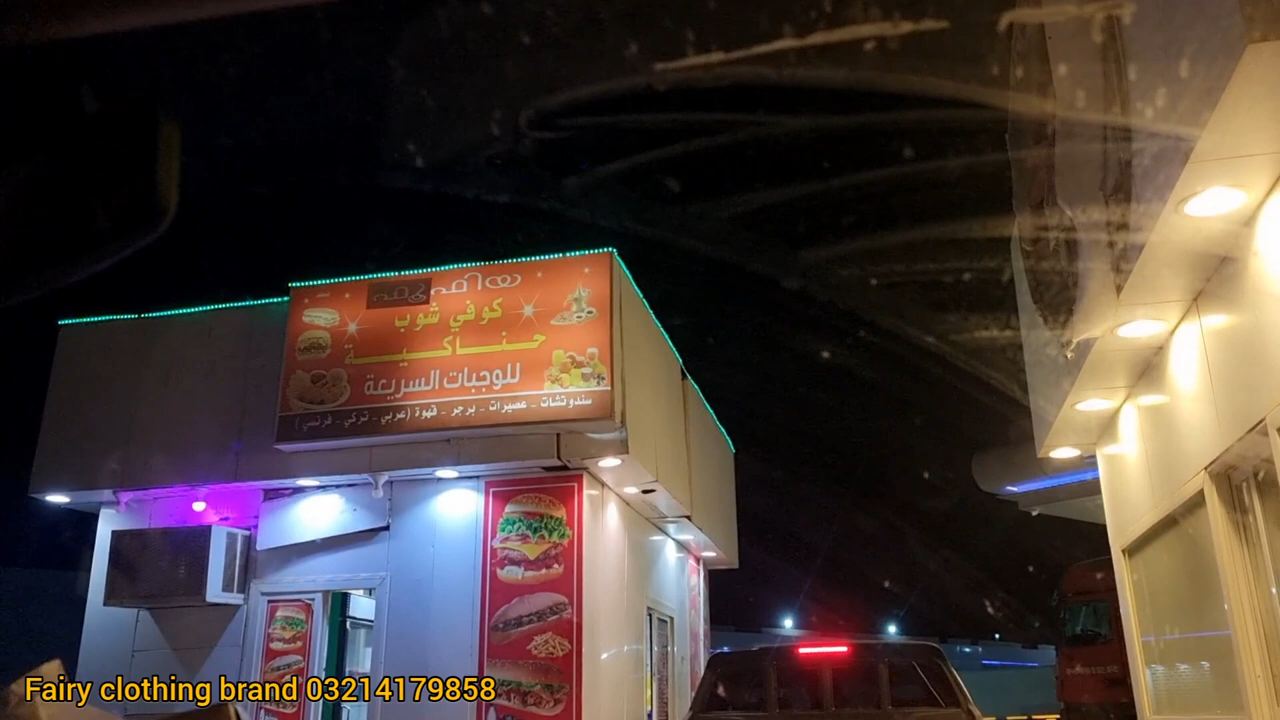 സൂഫിയ
كوفي شوب
حناكية
للوجبات السريعة
سندوتشات - عصيرات - برجر - قهوة (عربي - تركي - فرنسي)
Fairy clothing brand 03214179858